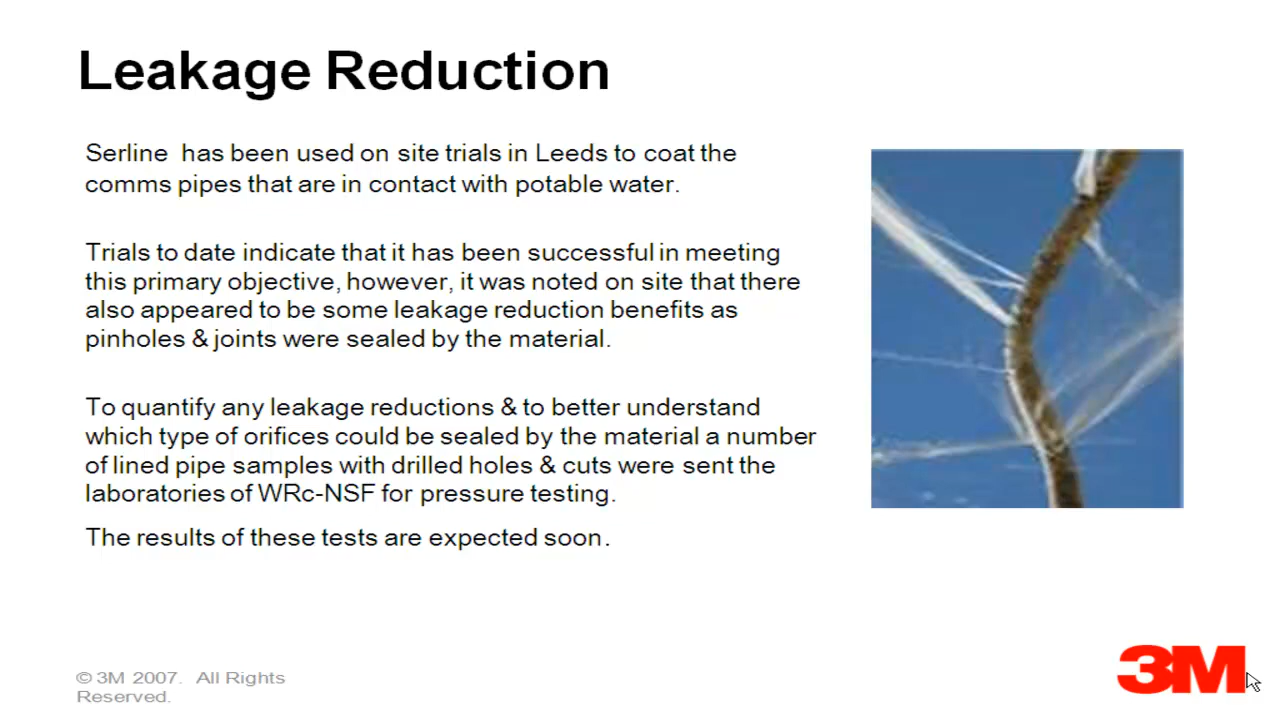 Leakage Reduction
Serline has been used on site trials in Leeds to coat the
comms pipes that are in contact with potable water.
Trials to date indicate that it has been successful in meeting
this primary objective, however, it was noted on site that there
also appeared to be some leakage reduction benefits as
pinholes & joints were sealed by the material.
To quantify any leakage reductions & to better understand
which type of orifices could be sealed by the material a number
of lined pipe samples with drilled holes & cuts were sent the
laboratories of WRc-NSF for pressure testing.
The results of these tests are expected soon.
© 3M 2007. All Rights
Reserved.
3M